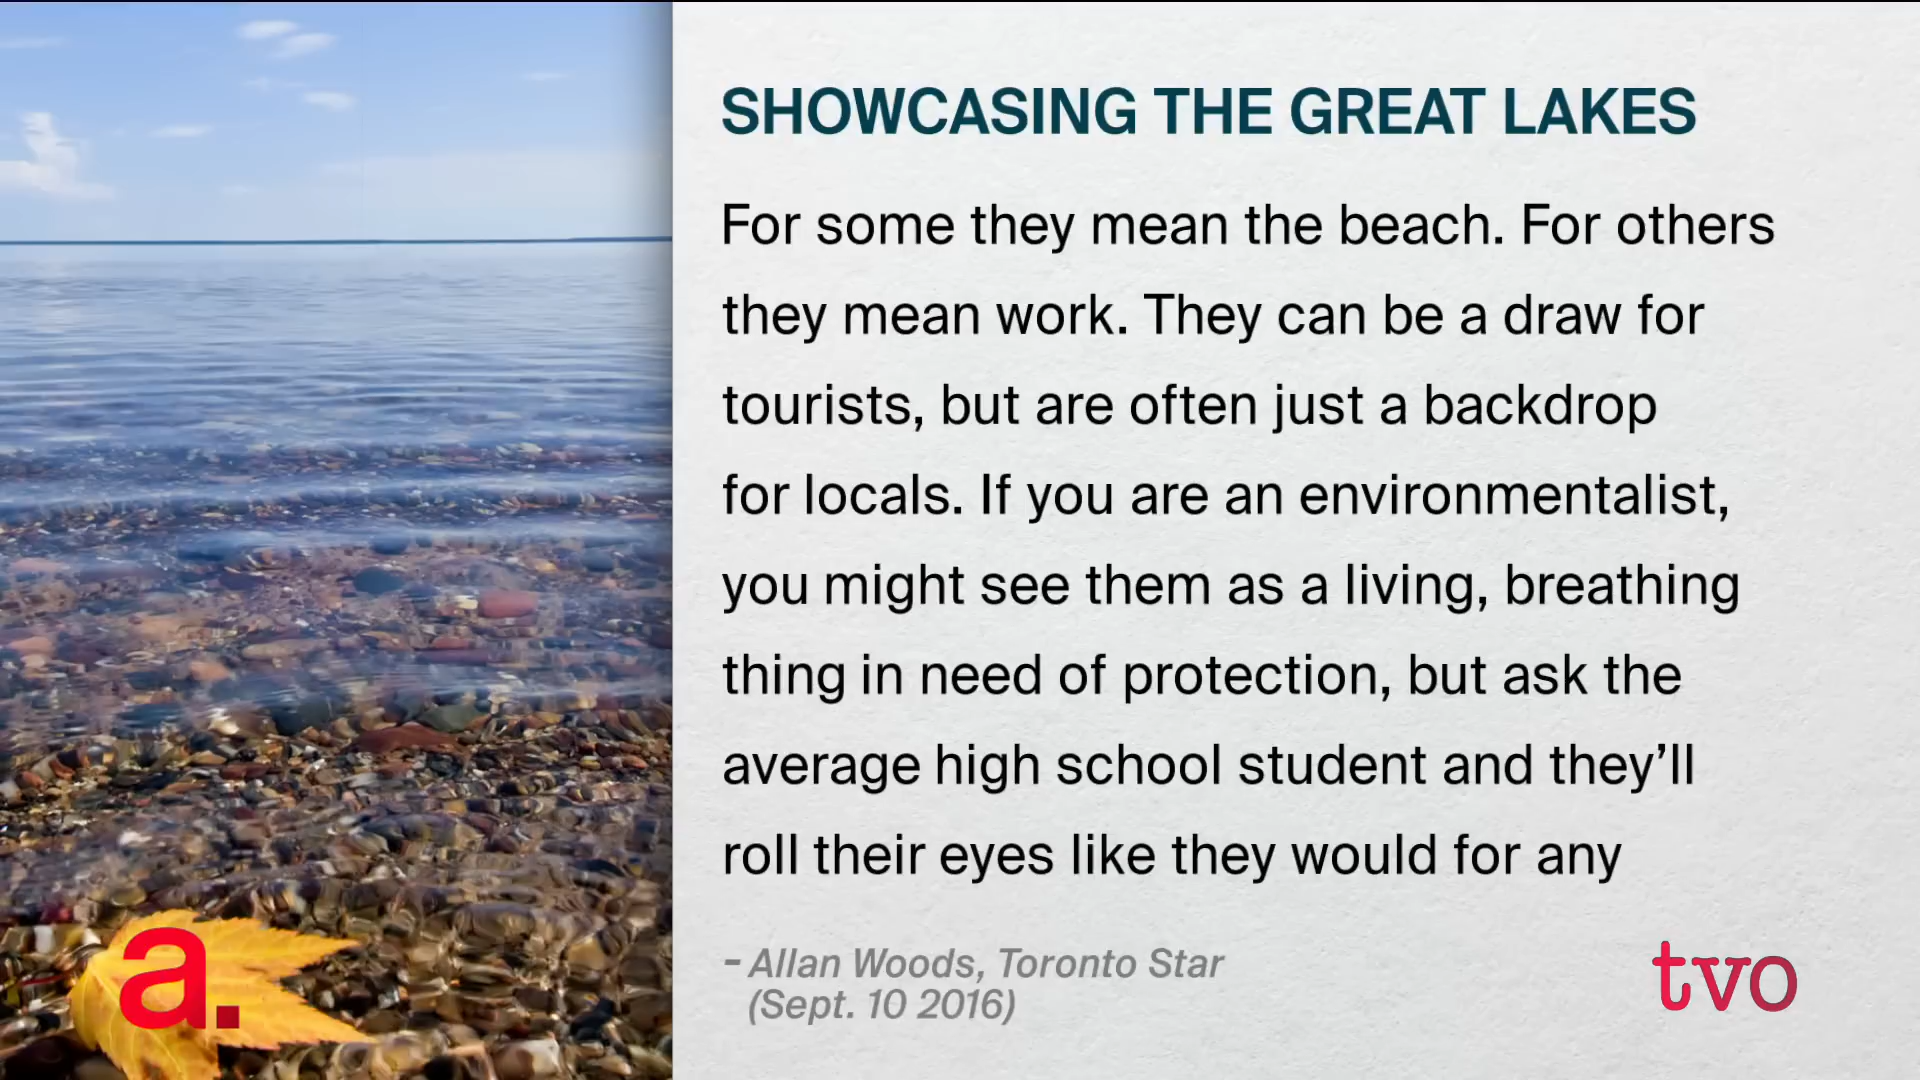 SHOWCASING THE GREAT LAKES
For some they mean the beach. For others
they mean work. They can be a draw for
tourists, but are often just a backdrop
for locals. If you are an environmentalist,
you might see them as a living, breathing
thing in need of protection, but ask the
average high school student and they’ll
roll their eyes like they would for any
- Allan Woods, Toronto Star
(Sept. 10 2016)
a.
tvo